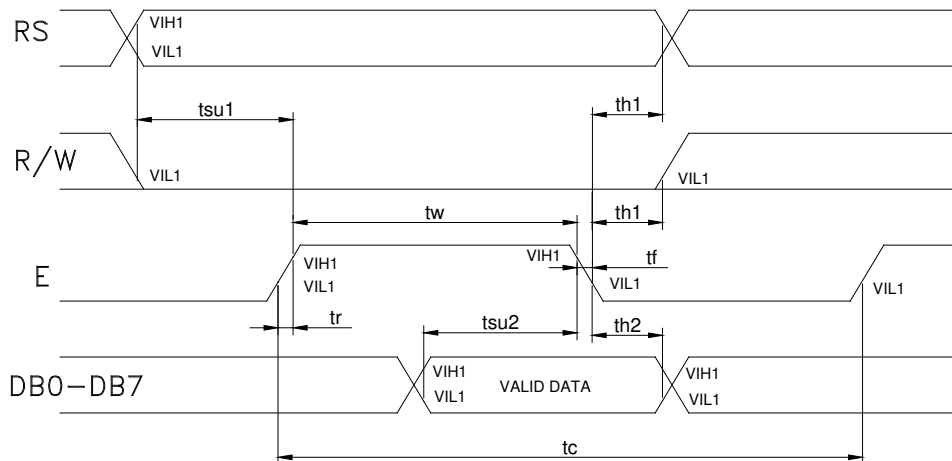 RS
VIH1
VIL1
tsu1
th1
R/W
VIL1
VIL1
tw
th1
E
VIH1
VIL1
VIH1
tf
VIL1
VIL1
tr
tsu2
th2
DB0-DB7
VIH1
VIL1
VALID DATA
VIH1
VIL1
tc